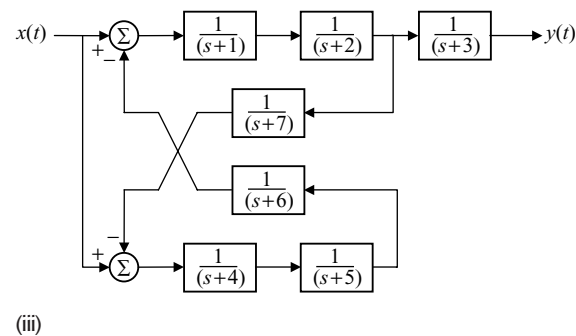 x(t) + − Σ 1/(s+1) 1/(s+2) 1/(s+3) y(t)
1/(s+7)
1/(s+6)
− + Σ 1/(s+4) 1/(s+5)
(iii)